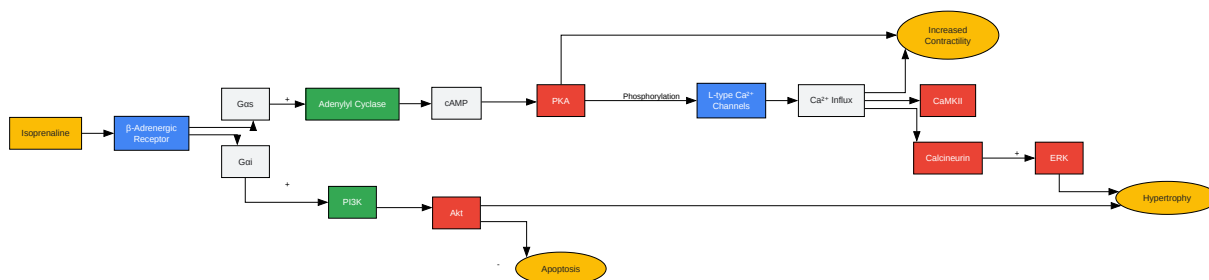 Increased
Contractility
Gαs
+
Adenylyl Cyclase
cAMP
PKA
Phosphorylation
L-type Ca²⁺
Channels
Ca²⁺ Influx
CaMKII
Isoprenaline
β-Adrenergic
Receptor
Gαi
Calcineurin
+
ERK
+
PI3K
Akt
Hypertrophy
-
Apoptosis